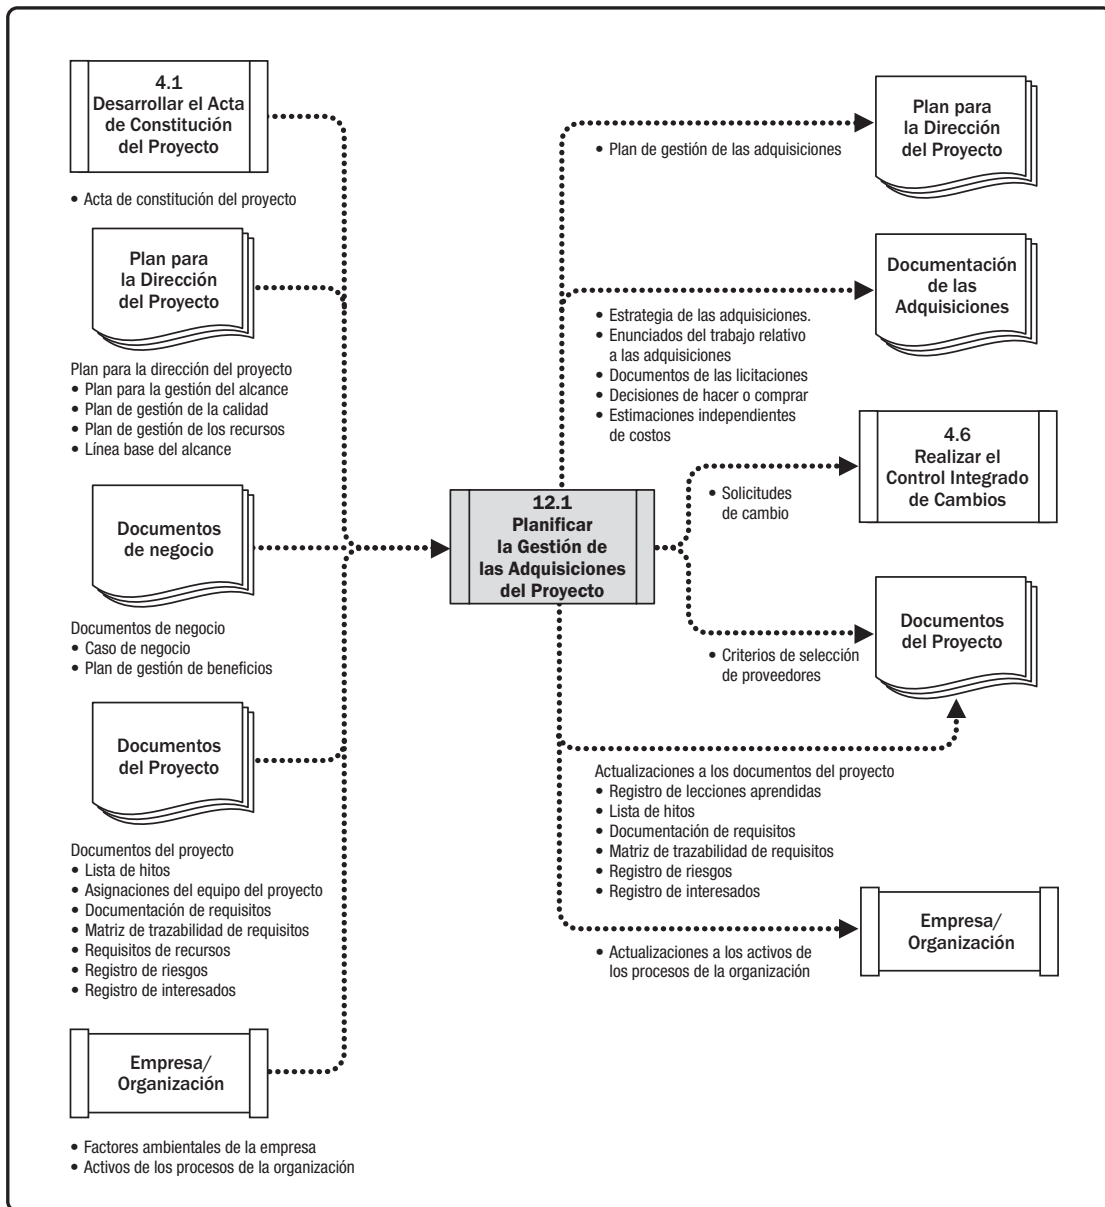 4.1
Desarrollar el Acta
de Constitución
del Proyecto
• Acta de constitución del proyecto
Plan para
la Dirección
del Proyecto
Plan para la dirección del proyecto
• Plan para la gestión del alcance
• Plan de gestión de la calidad
• Plan de gestión de los recursos
• Línea base del alcance
Documentos
de negocio
Documentos de negocio
• Caso de negocio
• Plan de gestión de beneficios
Documentos
del Proyecto
Documentos del proyecto
• Lista de hitos
• Asignaciones del equipo del proyecto
• Documentación de requisitos
• Matriz de trazabilidad de requisitos
• Requisitos de recursos
• Registro de riesgos
• Registro de interesados
Empresa/
Organización
• Factores ambientales de la empresa
• Activos de los procesos de la organización
12.1
Planificar
la Gestión de
las Adquisiciones
del Proyecto
• Plan de gestión de las adquisiciones
Plan para
la Dirección
del Proyecto
• Estrategia de las adquisiciones.
• Enunciados del trabajo relativo
a las adquisiciones
• Documentos de las licitaciones
• Decisiones de hacer o comprar
• Estimaciones independientes
de costos
Documentación
de las
Adquisiciones
• Solicitudes
de cambio
4.6
Realizar el
Control Integrado
de Cambios
• Criterios de selección
de proveedores
Documentos
del Proyecto
Actualizaciones a los documentos del proyecto
• Registro de lecciones aprendidas
• Lista de hitos
• Documentación de requisitos
• Matriz de trazabilidad de requisitos
• Registro de riesgos
• Registro de interesados
• Actualizaciones a los activos de
los procesos de la organización
Empresa/
Organización